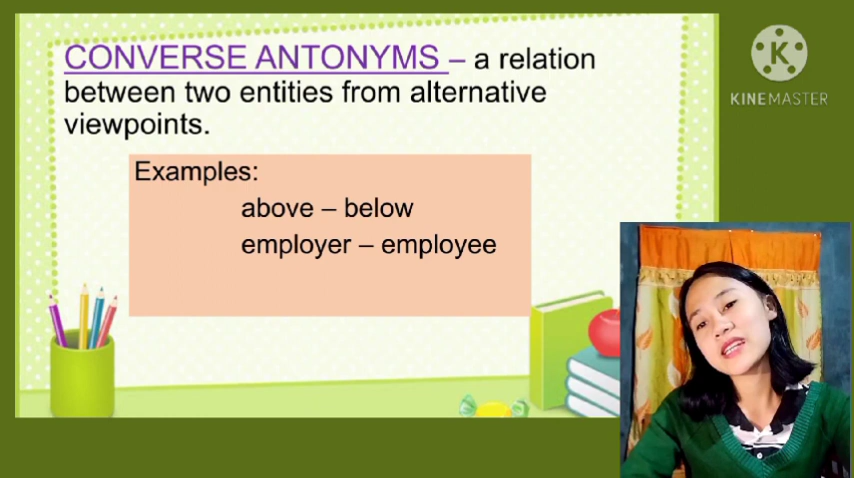 CONVERSE ANTONYMS – a relation
between two entities from alternative
viewpoints.
Examples:
above – below
employer – employee
K
KINEMASTER